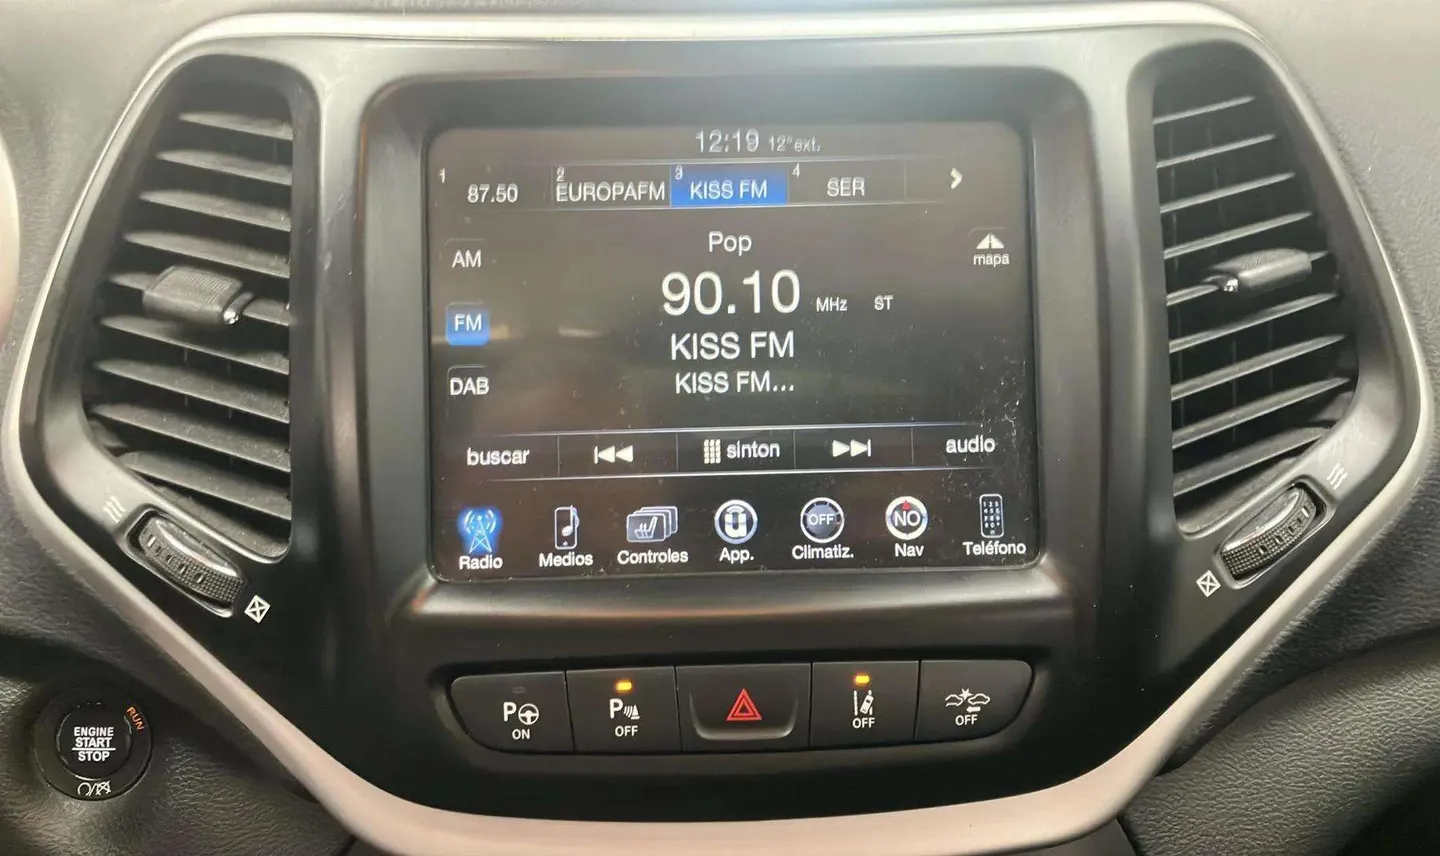 12:19 12°ext.
1 87.50 2 EUROPAFM 3 KISS FM 4 SER
Pop
mapa
AM
90.10 MHz ST
FM
KISS FM
DAB
KISS FM...
buscar sinton audio
Radio Medios Controles App. OFF Climatiz. NO Nav Teléfono
P ON
P OFF
OFF
OFF
RUN
ENGINE
START
STOP